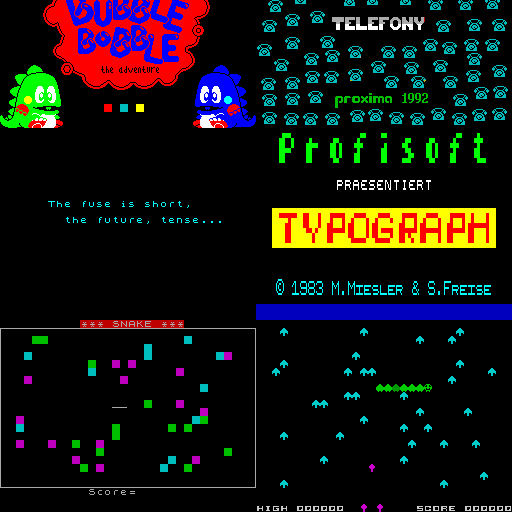 BUBBLE
BOBBLE
the adventure
TELEFONY
proxima 1992
Profisoft
PRAESENTIERT
TYPOGRAPH
© 1983 M.MIESLER & S.FREISE
The fuse is short,
the future, tense...
*** SNAKE ***
Score=
HIGH 000000
SCORE 000000